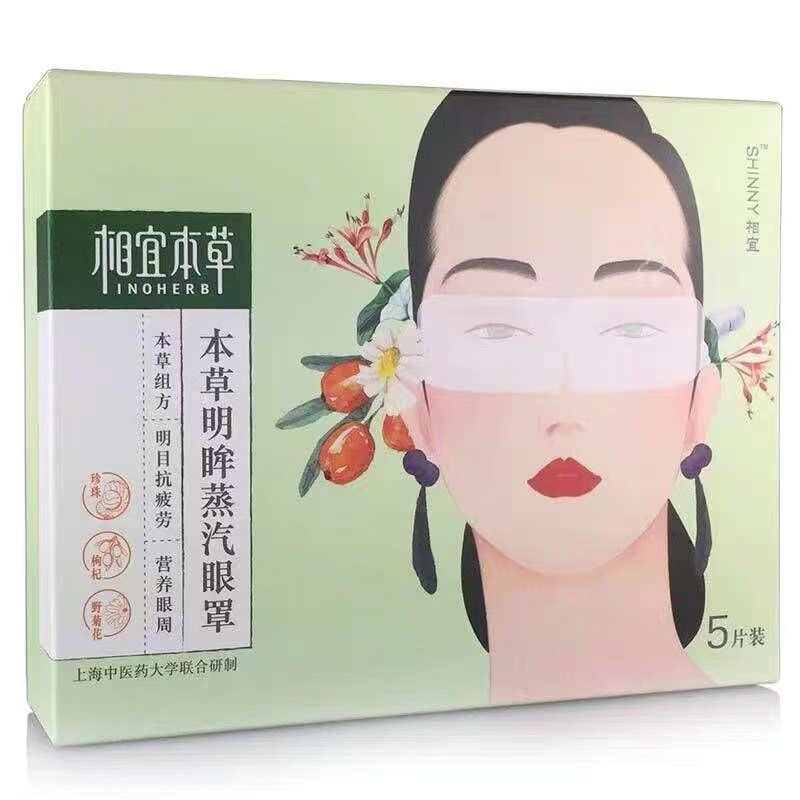 相宜本草
INOHERB
本草明眸蒸汽眼罩
本草组方
明目抗疲劳
营养眼周
珍珠
枸杞
野菊花
上海中医药大学联合研制
SHINNY™ 相宜
5片装